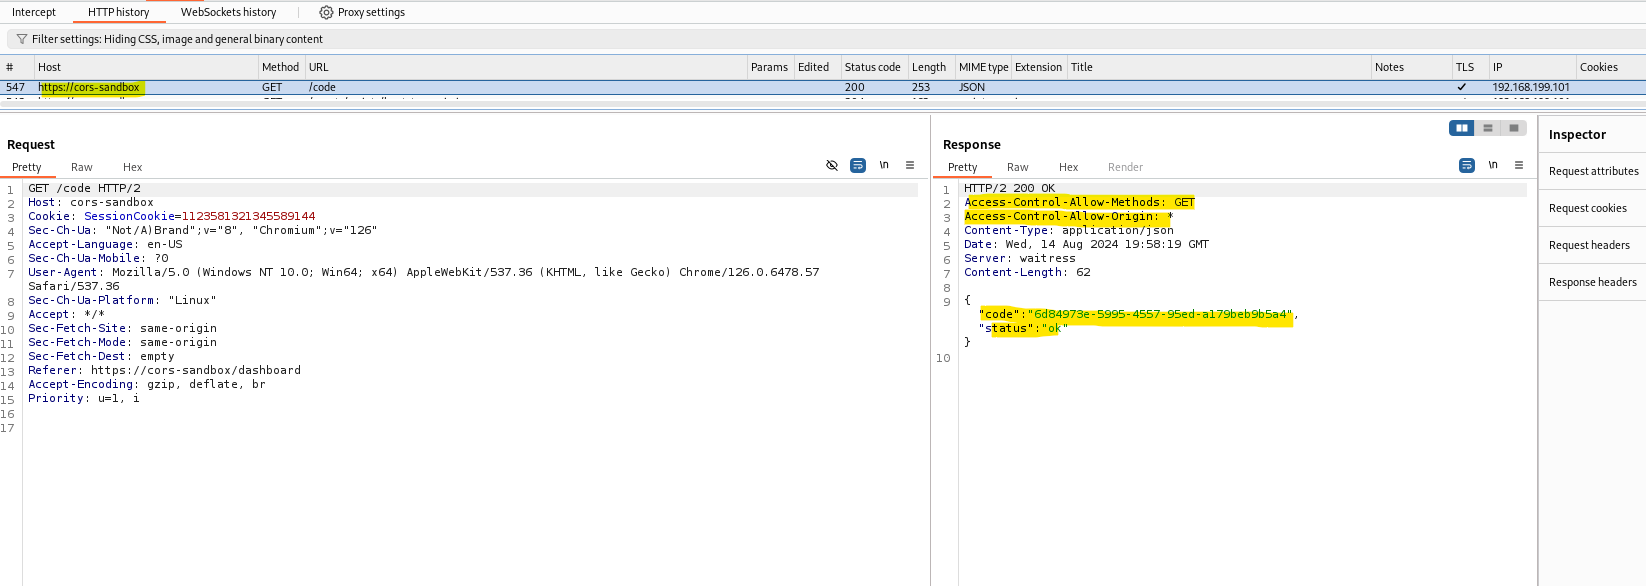 Intercept HTTP history WebSockets history Proxy settings
Filter settings: Hiding CSS, image and general binary content
# Host Method URL Params Edited Status code Length MIME type Extension Title Notes TLS IP Cookies
547 https://cors-sandbox GET /code 200 253 JSON ✓ 192.168.199.101
Request
Pretty Raw Hex
\n
1 GET /code HTTP/2
2 Host: cors-sandbox
3 Cookie: SessionCookie=1123581321345589144
4 Sec-Ch-Ua: "Not/A)Brand";v="8", "Chromium";v="126"
5 Accept-Language: en-US
6 Sec-Ch-Ua-Mobile: ?0
7 User-Agent: Mozilla/5.0 (Windows NT 10.0; Win64; x64) AppleWebKit/537.36 (KHTML, like Gecko) Chrome/126.0.6478.57
Safari/537.36
8 Sec-Ch-Ua-Platform: "Linux"
9 Accept: */*
10 Sec-Fetch-Site: same-origin
11 Sec-Fetch-Mode: same-origin
12 Sec-Fetch-Dest: empty
13 Referer: https://cors-sandbox/dashboard
14 Accept-Encoding: gzip, deflate, br
15 Priority: u=1, i
16
17
Response
Pretty Raw Hex Render
\n
1 HTTP/2 200 OK
2 Access-Control-Allow-Methods: GET
3 Access-Control-Allow-Origin: *
4 Content-Type: application/json
5 Date: Wed, 14 Aug 2024 19:58:19 GMT
6 Server: waitress
7 Content-Length: 62
8
9 {
"code":"6d84973e-5995-4557-95ed-a179beb9b5a4",
"status":"ok"
}
10
Inspector
Request attributes
Request cookies
Request headers
Response headers